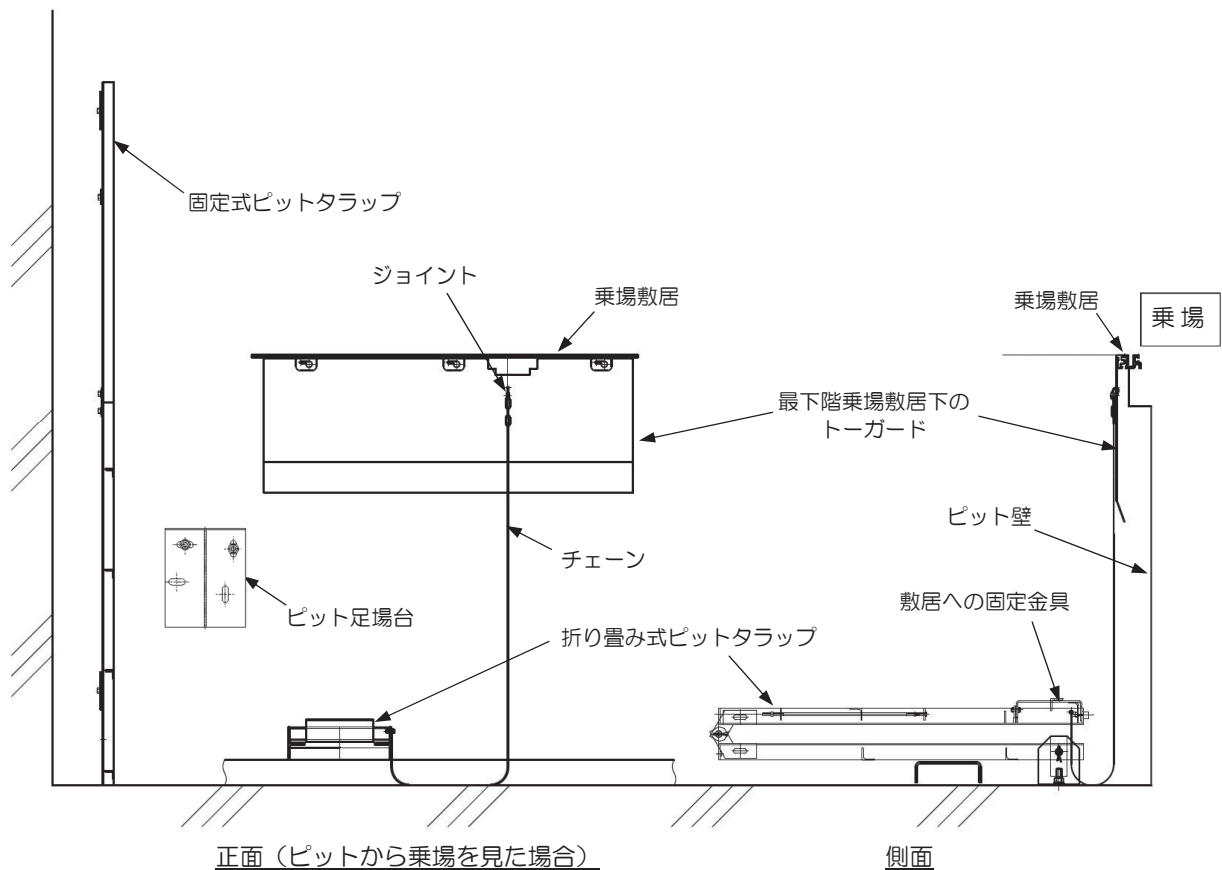 固定式ピットタラップ
ジョイント
乗場敷居
乗場敷居
乗場
最下階乗場敷居下の
トーガード
チェーン
ピット壁
ピット足場台
敷居への固定金具
折り畳み式ピットタラップ
正面（ピットから乗場を見た場合）
側面